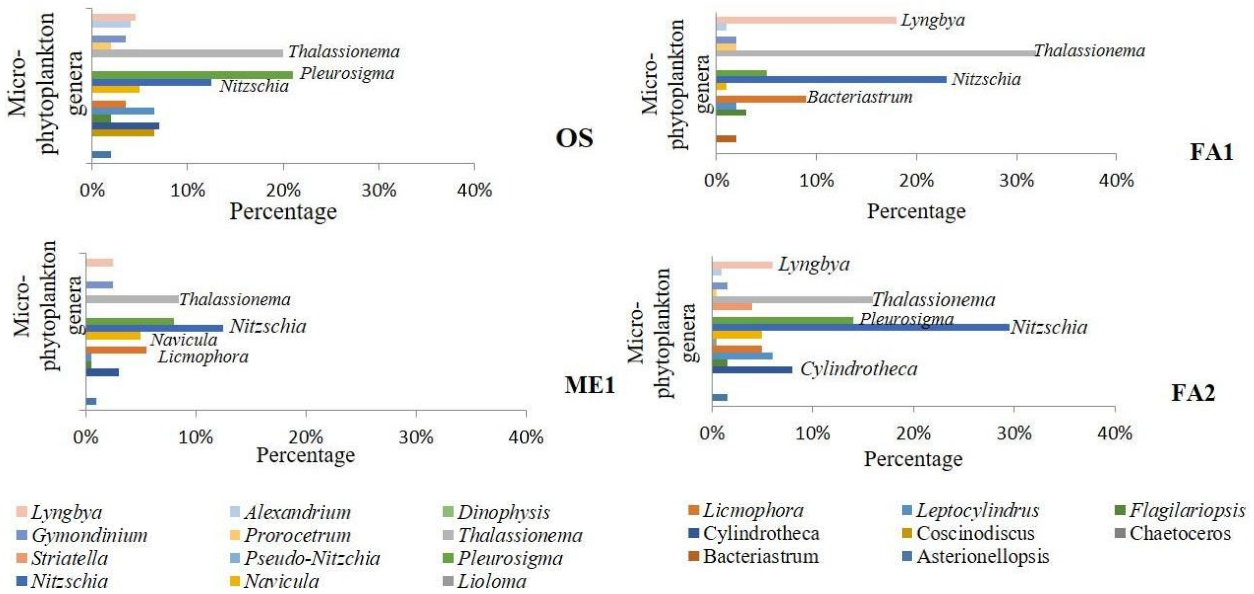 Micro-
phytoplankton
genera
Thalassionema
Pleurosigma
Nitzschia
OS
0% 10% 20% 30% 40%
Percentage
Micro-
phytoplankton
genera
Lyngbya
Thalassionema
Nitzschia
Bacteriastrum
FA1
0% 10% 20% 30% 40%
Percentage
Micro-
phytoplankton
genera
Thalassionema
Nitzschia
Navicula
Licmophora
ME1
0% 10% 20% 30% 40%
Percentage
Micro-
phytoplankton
genera
Lyngbya
Thalassionema
Pleurosigma
Nitzschia
Cylindrotheca
FA2
0% 10% 20% 30% 40%
Percentage
Lyngbya Alexandrium Dinophysis
Gymondinium Prorocetrum Thalassionema
Striatella Pseudo-Nitzchia Pleurosigma
Nitzschia Navicula Lioloma
Licmophora Leptocylindrus Flagilariopsis
Cylindrotheca Coscinodiscus Chaetoceros
Bacteriastrum Asterionellopsis